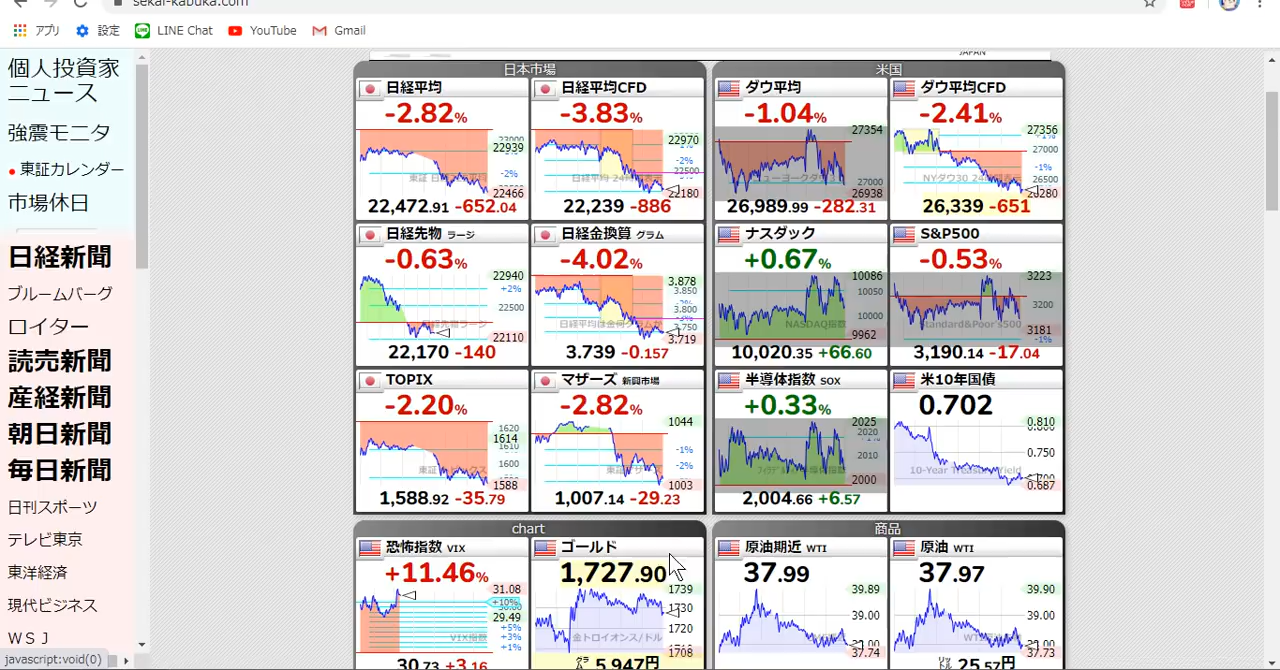 sekai-kabuka.com
アプリ 設定 LINE Chat YouTube Gmail
JAPAN
個人投資家
ニュース
強震モニタ
東証カレンダー
市場休日
日経新聞
ブルームバーグ
ロイター
読売新聞
産経新聞
朝日新聞
毎日新聞
日刊スポーツ
テレビ東京
東洋経済
現代ビジネス
ＷＳＪ
javascript:void(0)
日本市場
日経平均
-2.82%
22939
-2%
22466
22,472.91 -652.04
日経平均CFD
-3.83%
22970
-2%
22500
22180
22,239 -886
日経先物 ラージ
-0.63%
22940
+2%
22500
22110
22,170 -140
日経金換算 グラム
-4.02%
3.878
3.850
3.800
3.750
3.719
3.739 -0.157
TOPIX
-2.20%
1620
1614
1610
1600
1588
1,588.92 -35.79
マザーズ 新興市場
-2.82%
1044
-1%
-2%
1003
1,007.14 -29.23
米国
ダウ平均
-1.04%
27354
27000
26938
26,989.99 -282.31
ダウ平均CFD
-2.41%
27356
27000
-1%
26500
26280
26,339 -651
ナスダック
+0.67%
10086
10050
10000
NASDAQ指数
9962
10,020.35 +66.60
S&P500
-0.53%
3223
3200
Standard&Poor's500
3181
-1%
3,190.14 -17.04
半導体指数 SOX
+0.33%
2025
2020
2010
2000
2,004.66 +6.57
米10年国債
0.702
0.810
0.750
10-Year Treasury Yield
0.687
chart
恐怖指数 VIX
+11.46%
31.08
+10%
29.49
+5%
+3%
+1%
VIX指数
30.73 +3.16
ゴールド
1,727.90
1739
1730
1720
金トロイオンス/ドル
1708
5,947円
商品
原油期近 WTI
37.99
39.89
39.00
37.74
原油 WTI
37.97
39.90
39.00
37.73
25.57円